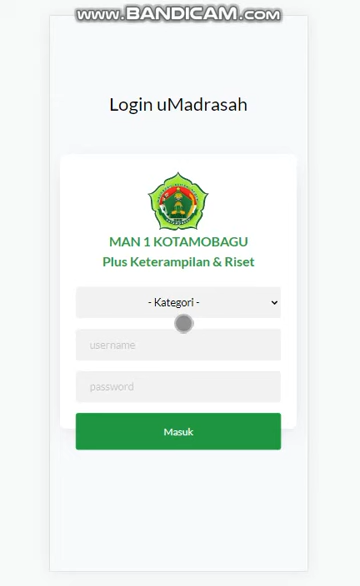 www.BANDICAM.com
Login uMadrasah
MAN 1 KOTAMOBAGU
Plus Keterampilan & Riset
- Kategori -
username
password
Masuk